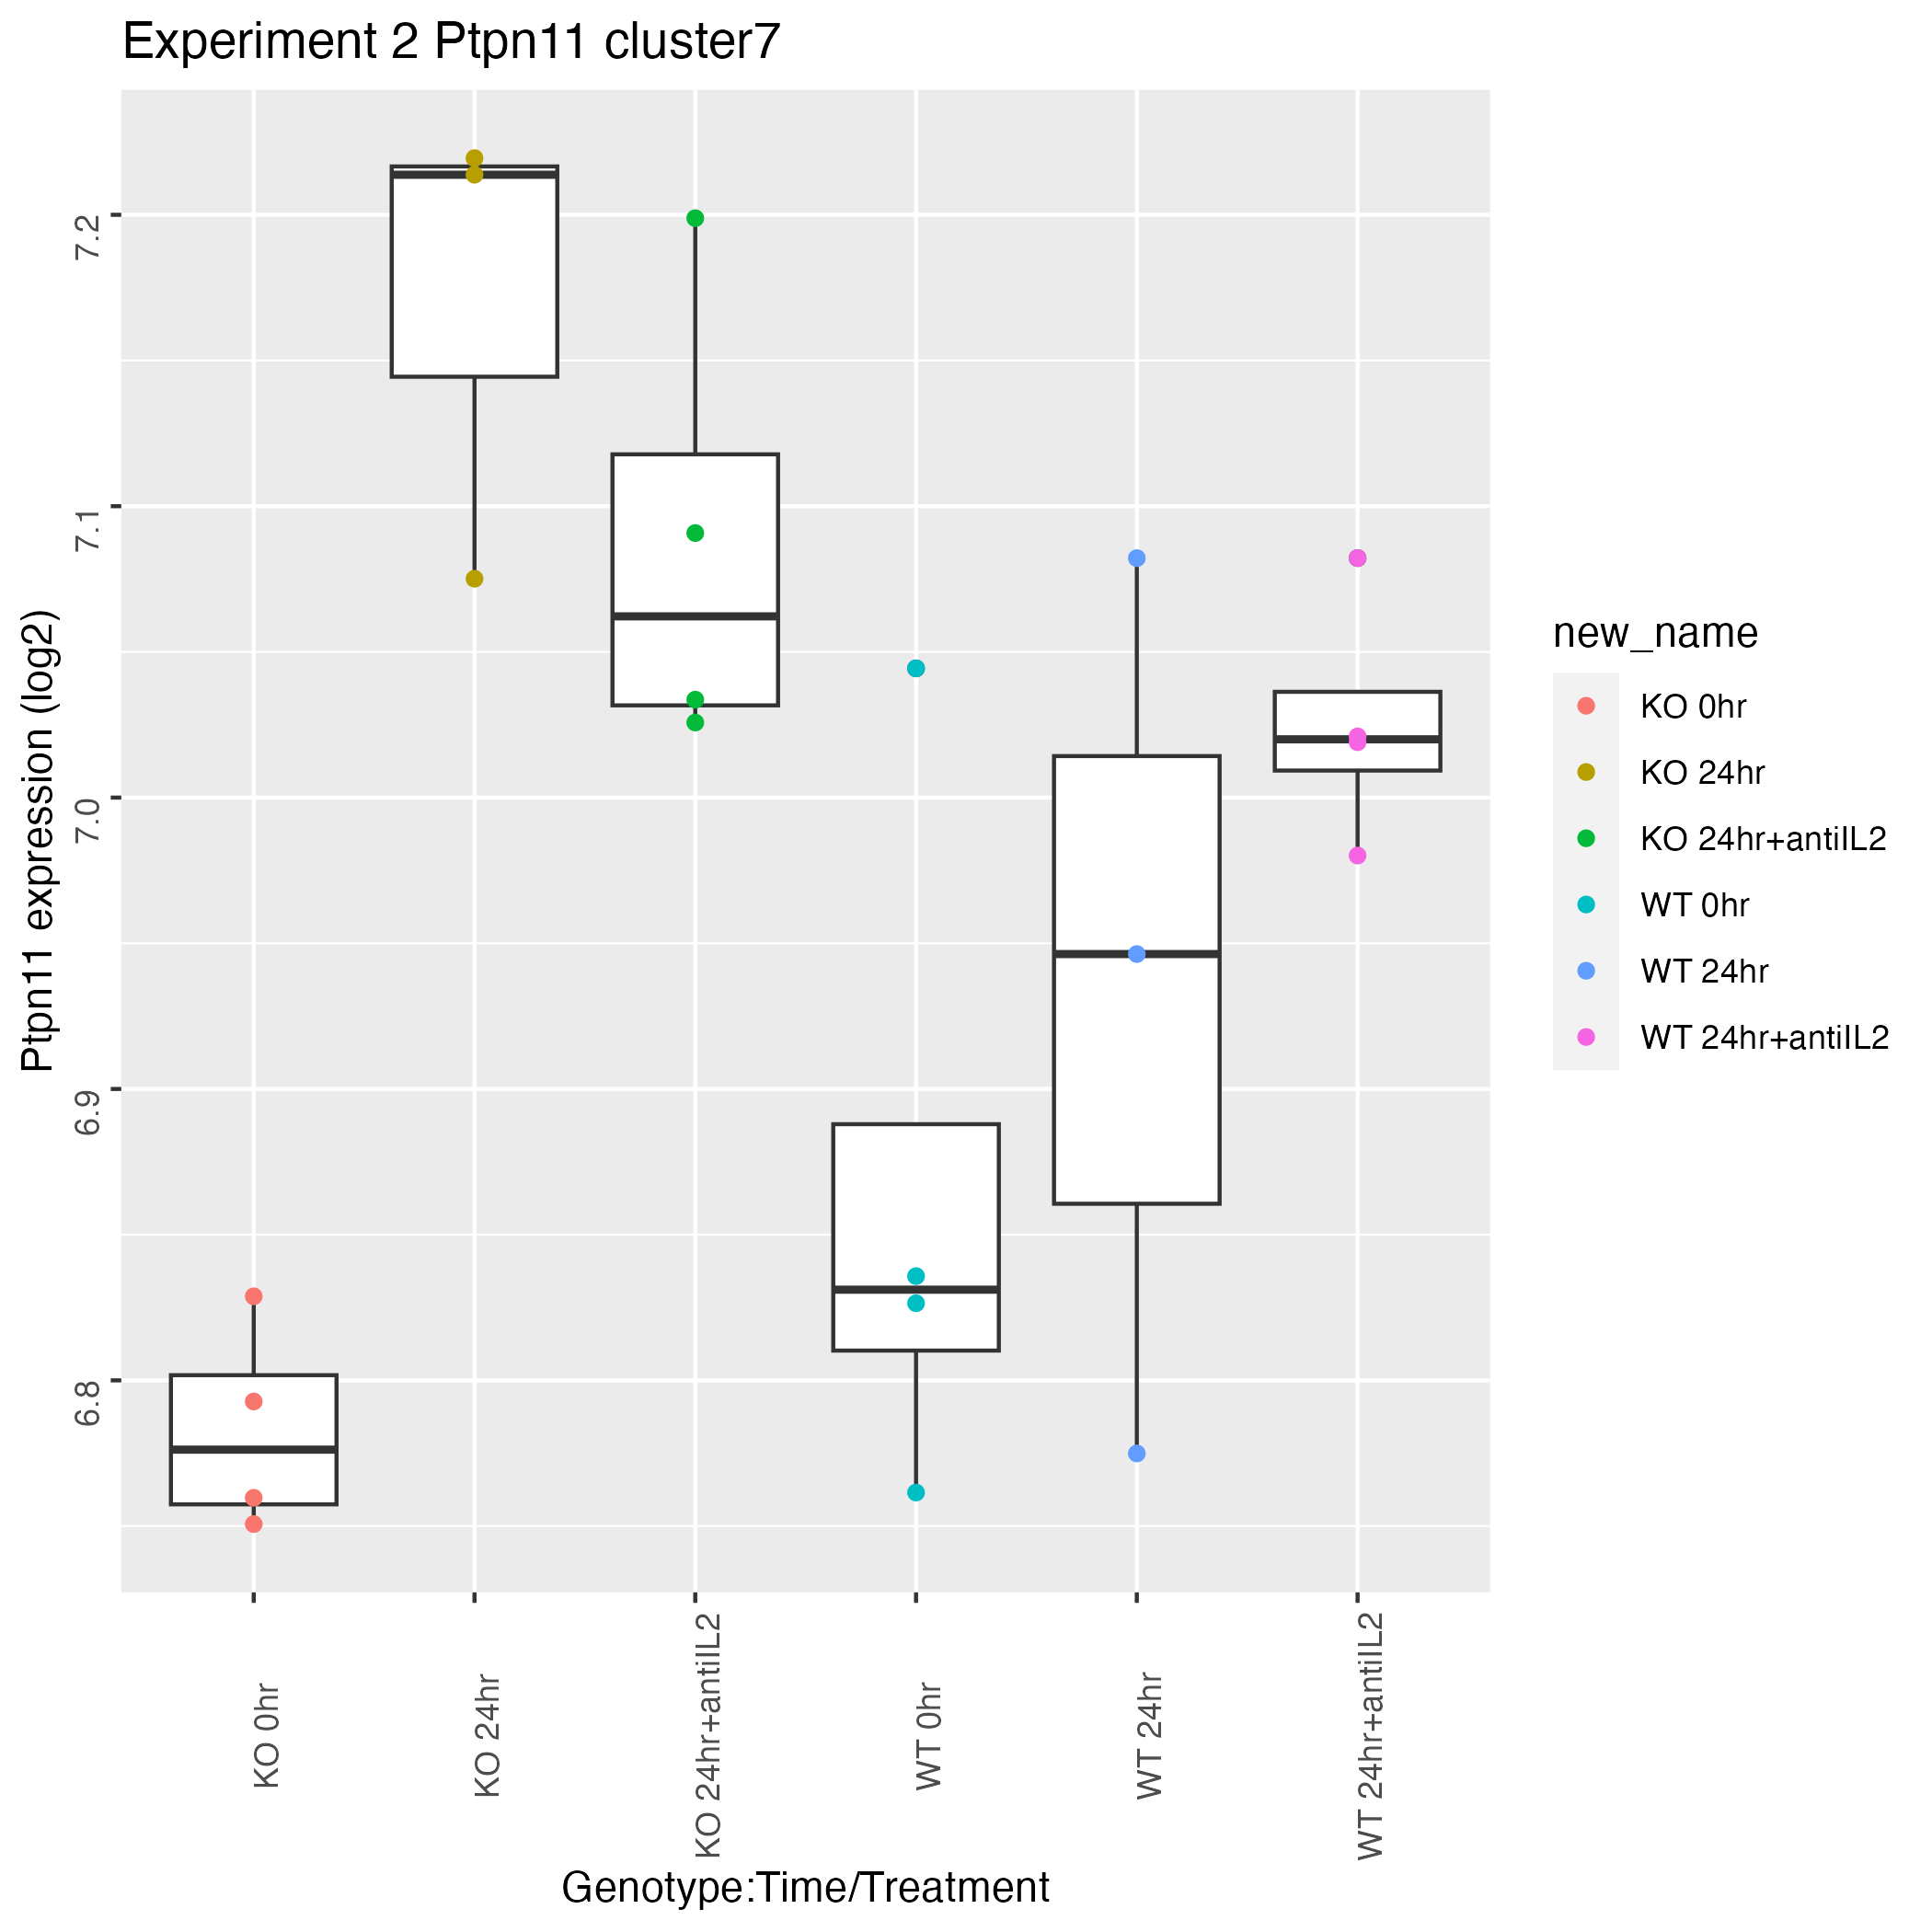 Experiment 2 Ptpn11 cluster7
Ptpn11 expression (log2)
7.2
7.1
7.0
6.9
6.8
KO 0hr
KO 24hr
KO 24hr+antiIL2
WT 0hr
WT 24hr
WT 24hr+antiIL2
Genotype:Time/Treatment
new_name
KO 0hr
KO 24hr
KO 24hr+antiIL2
WT 0hr
WT 24hr
WT 24hr+antiIL2